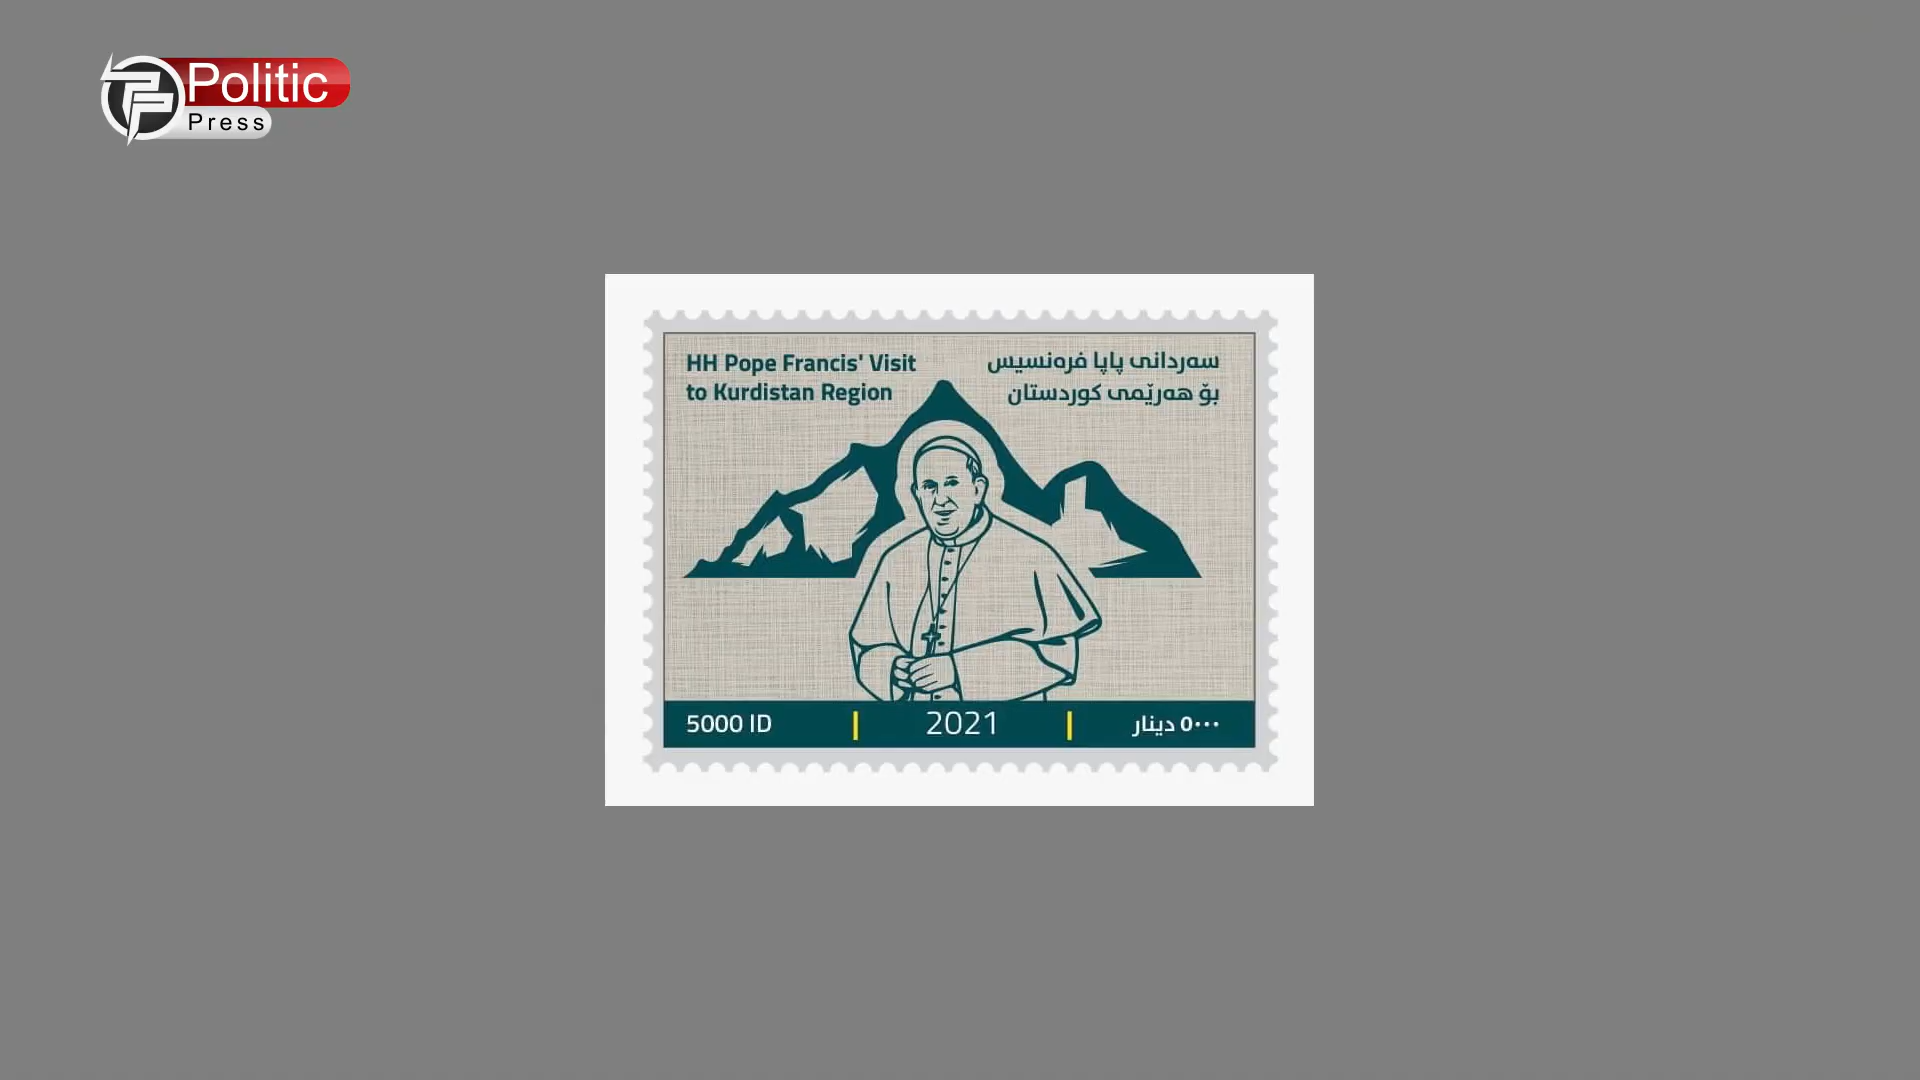 Politic
Press
HH Pope Francis' Visit
to Kurdistan Region
سەردانی پاپا فرەنسیس
بۆ هەرێمی کوردستان
5000 ID
2021
٥٠٠٠ دینار